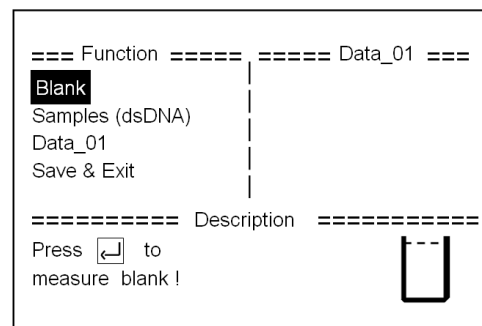 === Function ===== ===== Data_01 ===
Blank
Samples (dsDNA)
Data_01
Save & Exit
========== Description ===========
Press ↵ to
measure blank !